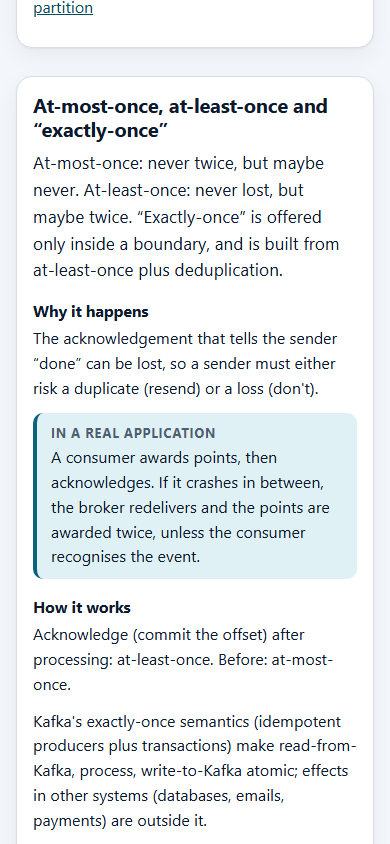 partition
At-most-once, at-least-once and
“exactly-once”
At-most-once: never twice, but maybe
never. At-least-once: never lost, but
maybe twice. “Exactly-once” is offered
only inside a boundary, and is built from
at-least-once plus deduplication.
Why it happens
The acknowledgement that tells the sender
“done” can be lost, so a sender must either
risk a duplicate (resend) or a loss (don't).
IN A REAL APPLICATION
A consumer awards points, then
acknowledges. If it crashes in between,
the broker redelivers and the points are
awarded twice, unless the consumer
recognises the event.
How it works
Acknowledge (commit the offset) after
processing: at-least-once. Before: at-most-
once.
Kafka's exactly-once semantics (idempotent
producers plus transactions) make read-from-
Kafka, process, write-to-Kafka atomic; effects
in other systems (databases, emails,
payments) are outside it.